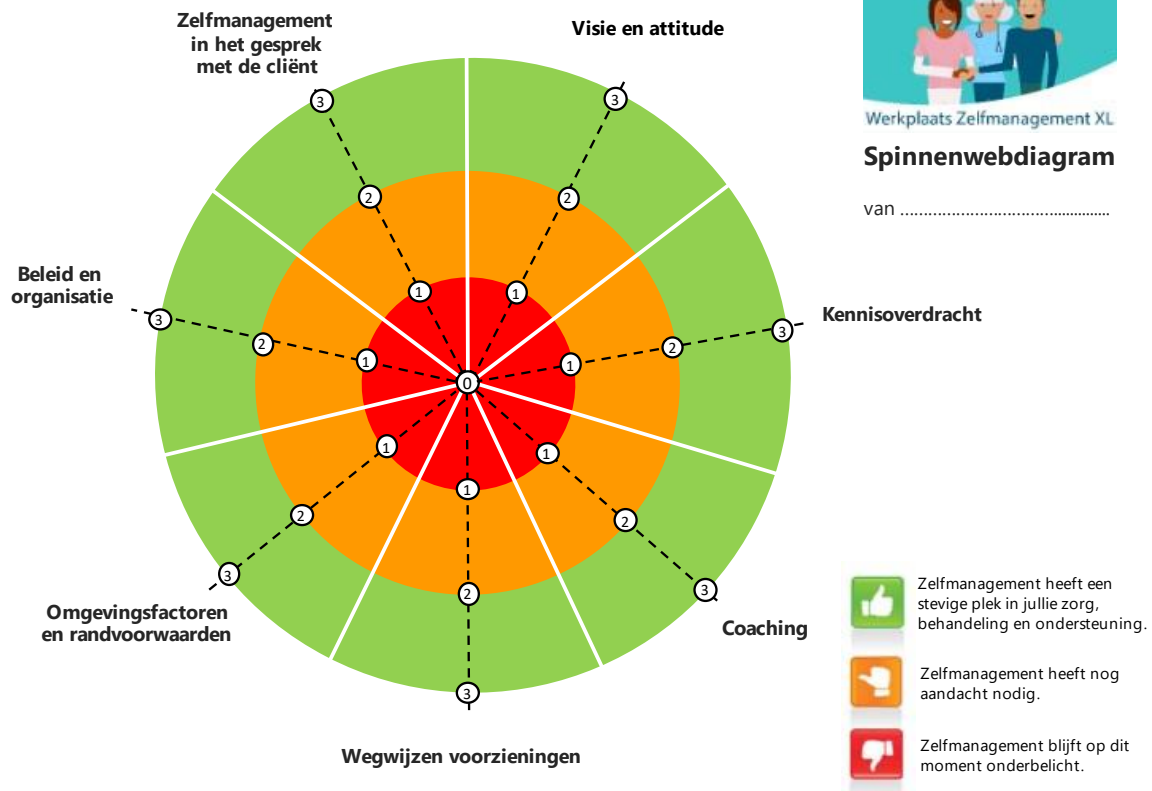 Zelfmanagement
in het gesprek
met de cliënt
Visie en attitude
Werkplaats Zelfmanagement XL
Spinnenwebdiagram
van ................................................
3
3
2
2
Beleid en
organisatie
1
1
3
2
1
0
1
2
3
Kennisoverdracht
1
1
2
1
2
3
2
3
3
Omgevingsfactoren
en randvoorwaarden
Coaching
Wegwijzen voorzieningen
Zelfmanagement heeft een
stevige plek in jullie zorg,
behandeling en ondersteuning.
Zelfmanagement heeft nog
aandacht nodig.
Zelfmanagement blijft op dit
moment onderbelicht.